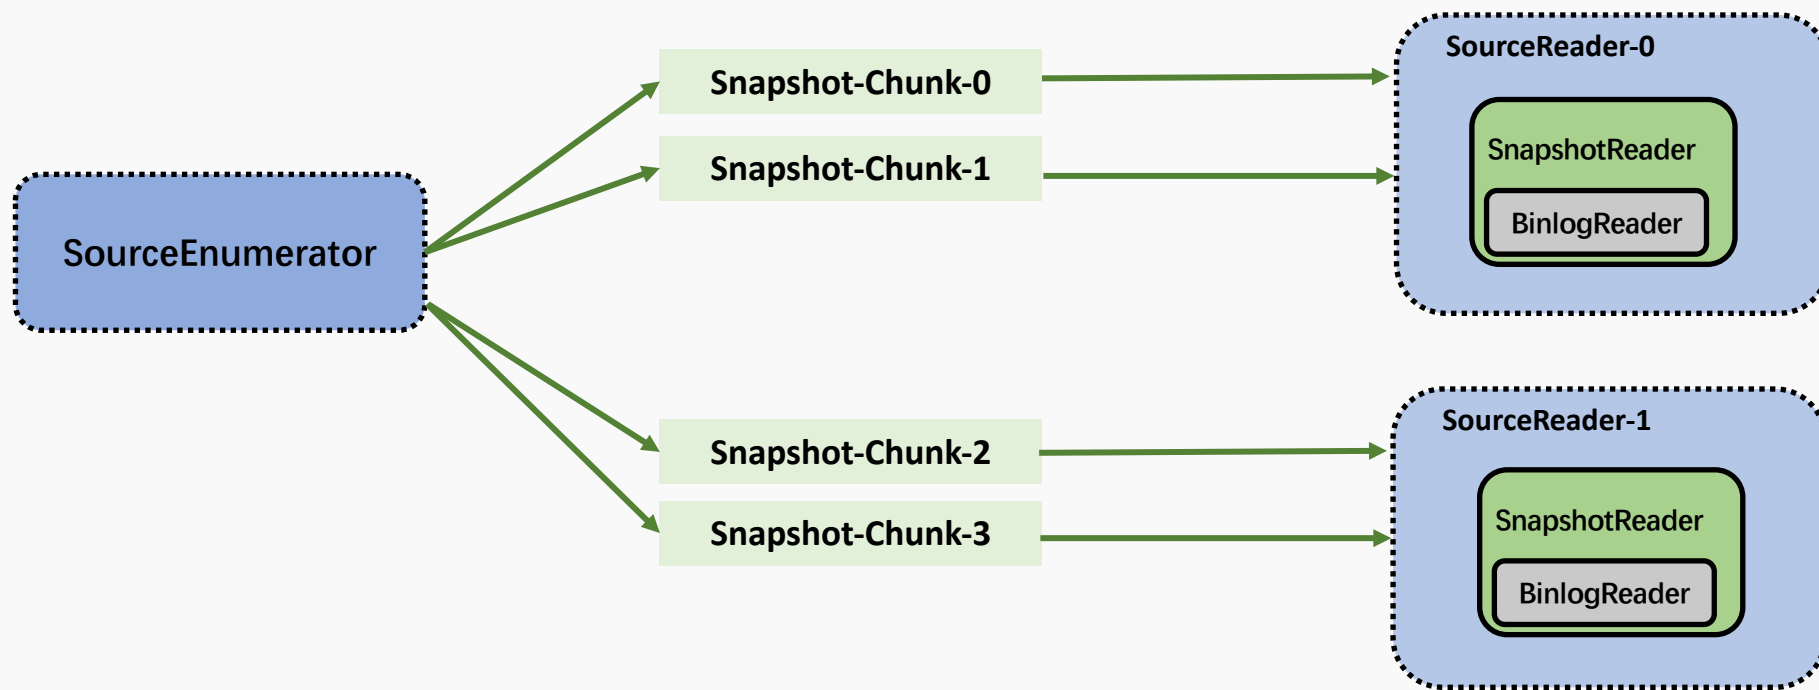 SourceEnumerator
Snapshot-Chunk-0
Snapshot-Chunk-1
Snapshot-Chunk-2
Snapshot-Chunk-3
SourceReader-0
SnapshotReader
BinlogReader
SourceReader-1
SnapshotReader
BinlogReader